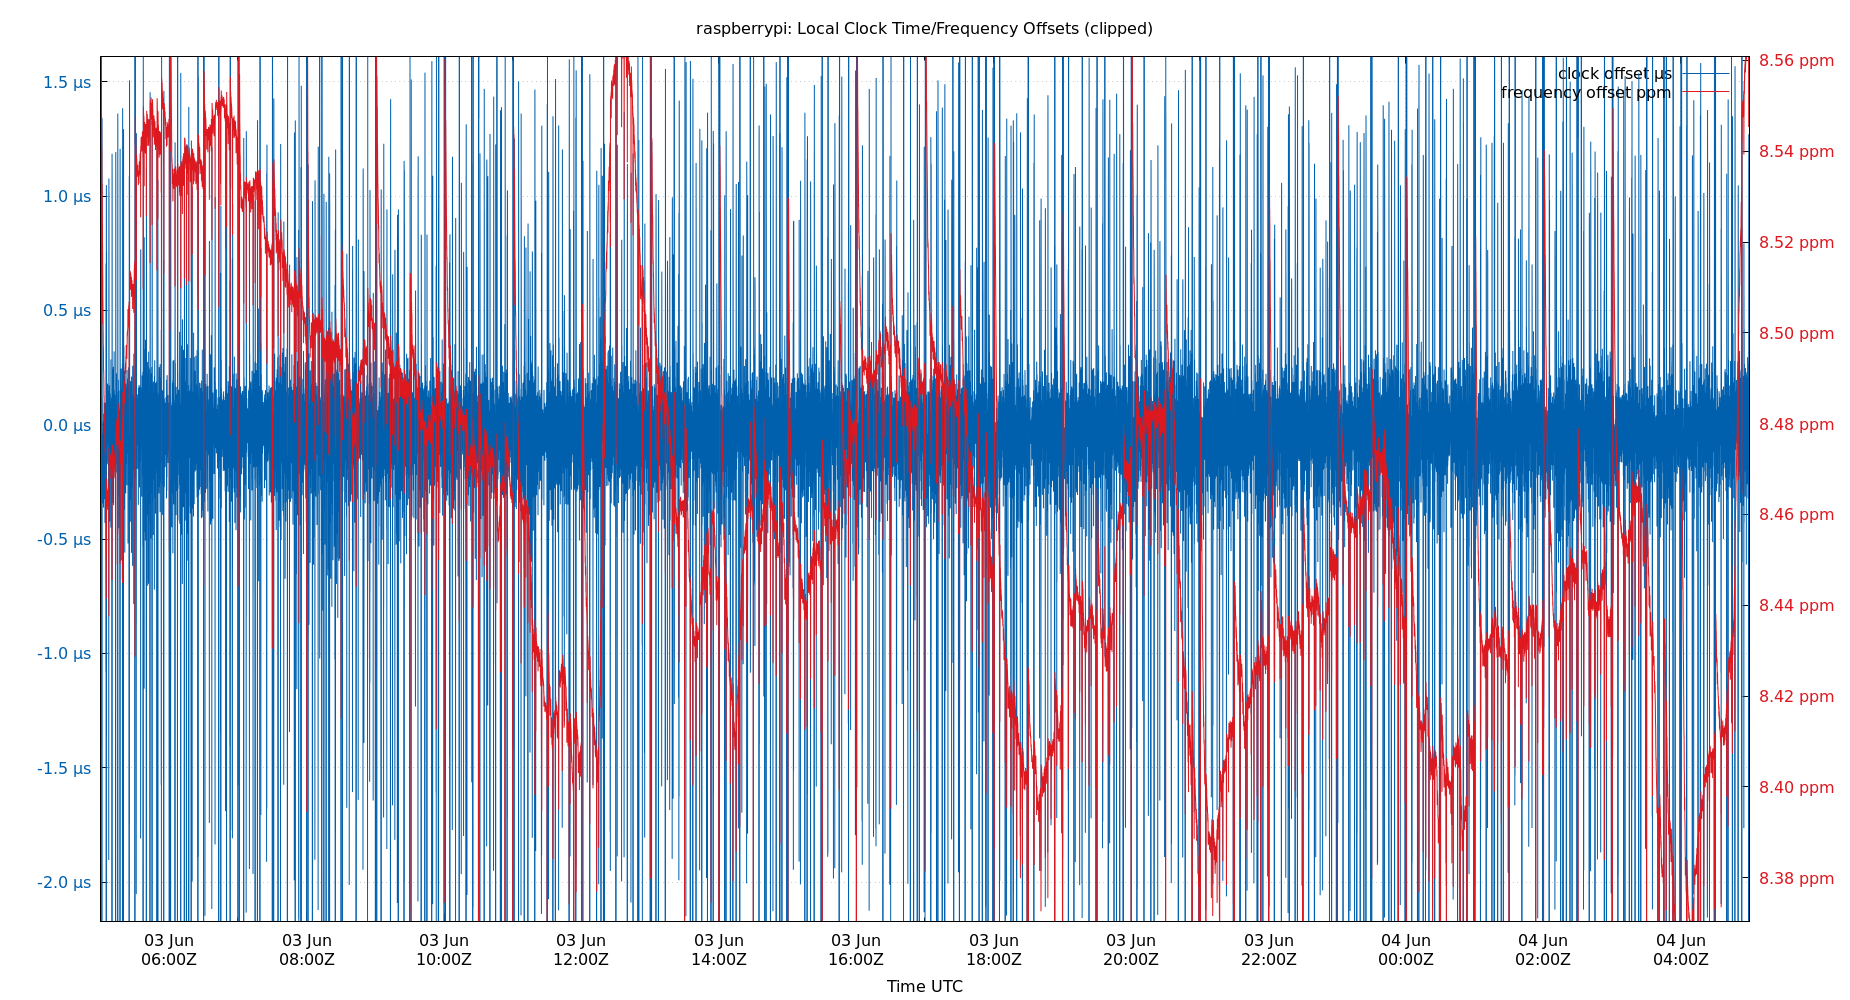 raspberrypi: Local Clock Time/Frequency Offsets (clipped)
clock offset µs
frequency offset ppm
1.5 µs
1.0 µs
0.5 µs
0.0 µs
-0.5 µs
-1.0 µs
-1.5 µs
-2.0 µs
8.56 ppm
8.54 ppm
8.52 ppm
8.50 ppm
8.48 ppm
8.46 ppm
8.44 ppm
8.42 ppm
8.40 ppm
8.38 ppm
03 Jun 03 Jun 03 Jun 03 Jun 03 Jun 03 Jun 03 Jun 03 Jun 03 Jun 04 Jun 04 Jun 04 Jun
06:00Z 08:00Z 10:00Z 12:00Z 14:00Z 16:00Z 18:00Z 20:00Z 22:00Z 00:00Z 02:00Z 04:00Z
Time UTC